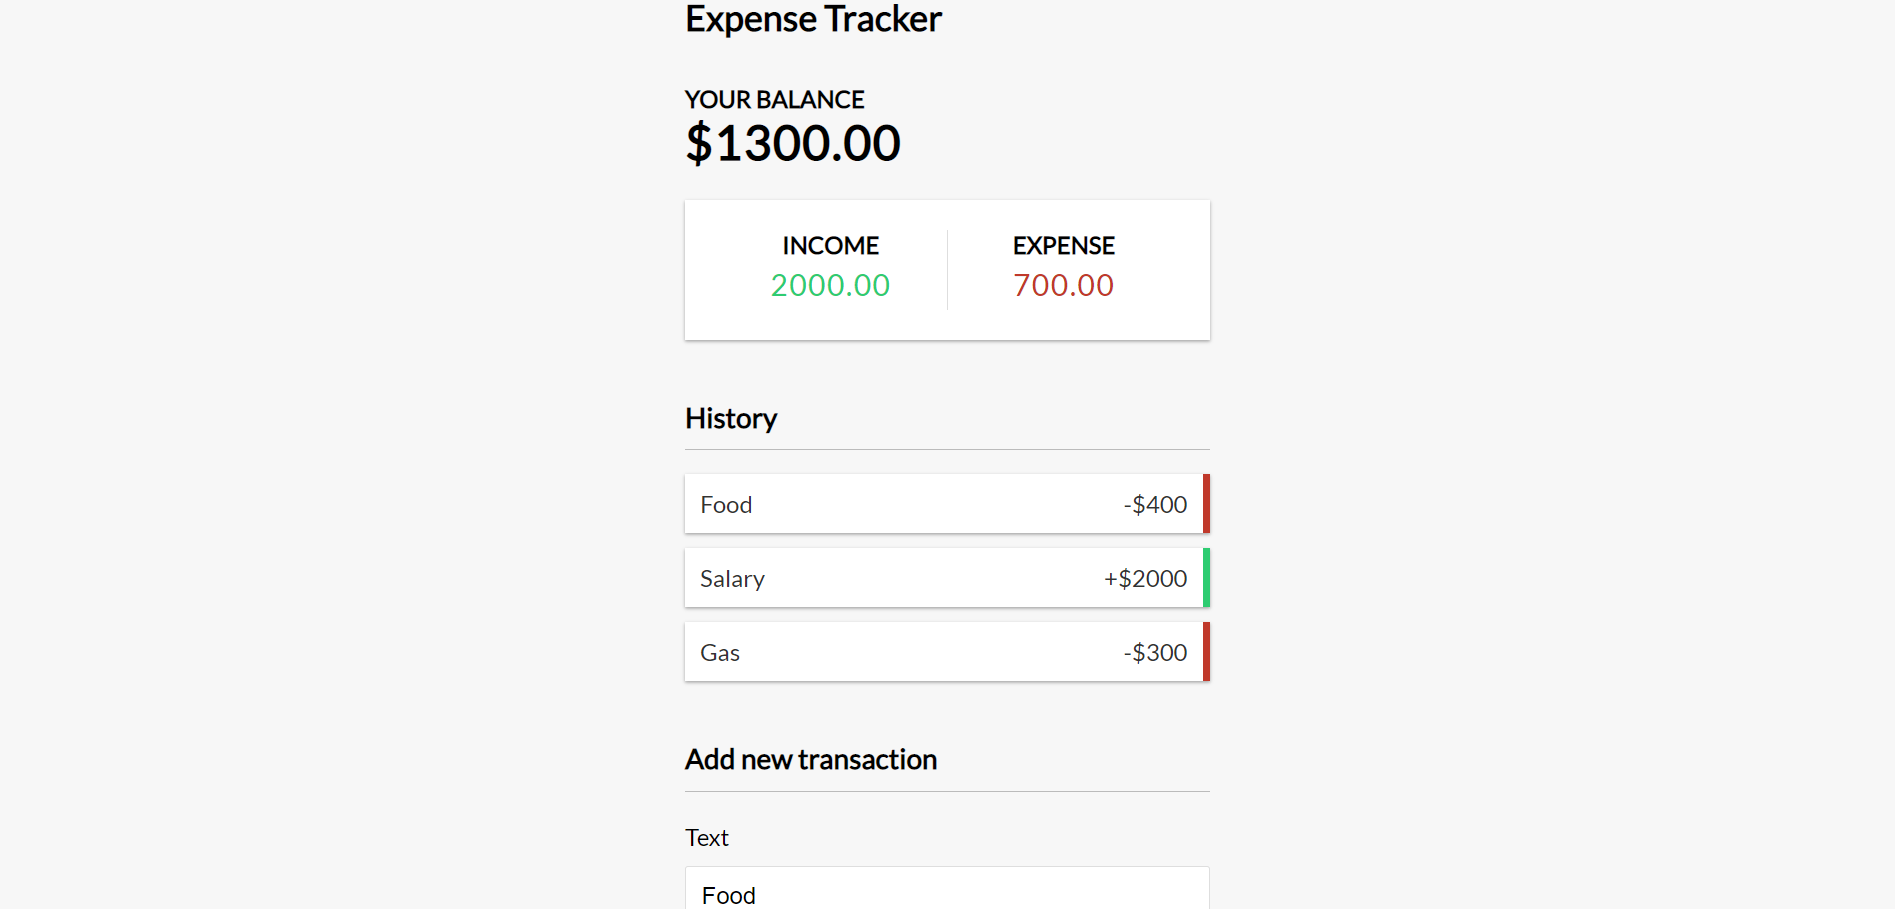 Expense Tracker
YOUR BALANCE
$1300.00
INCOME EXPENSE
2000.00 700.00
History
Food -$400
Salary +$2000
Gas -$300
Add new transaction
Text
Food